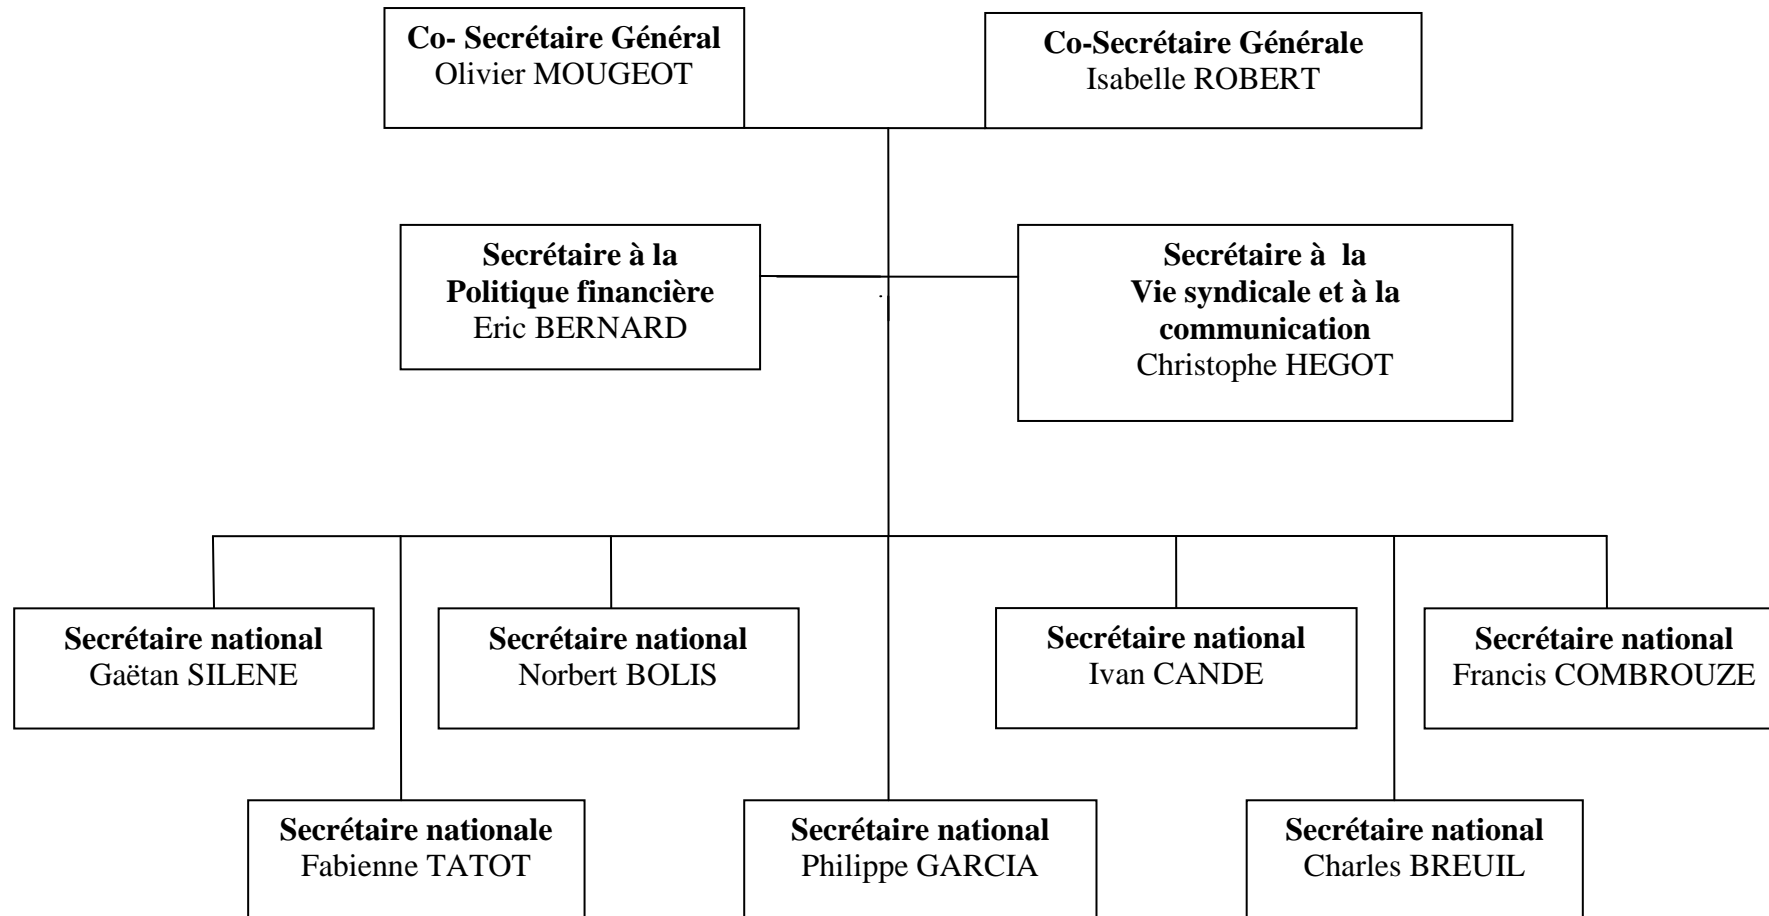 Co- Secrétaire Général
Olivier MOUGEOT
Co-Secrétaire Générale
Isabelle ROBERT
Secrétaire à la
Politique financière
Eric BERNARD
Secrétaire à la
Vie syndicale et à la
communication
Christophe HEGOT
Secrétaire national
Gaëtan SILENE
Secrétaire national
Norbert BOLIS
Secrétaire national
Ivan CANDE
Secrétaire national
Francis COMBROUZE
Secrétaire nationale
Fabienne TATOT
Secrétaire national
Philippe GARCIA
Secrétaire national
Charles BREUIL